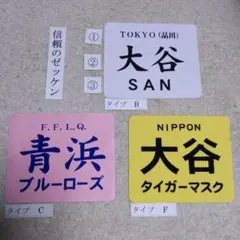 信頼のゼッケン
①
②
③
TOKYO(品川)
大谷
SAN
タイプ B
F.F.L.Q.
青浜
ブルーローズ
タイプ C
NIPPON
大谷
タイガーマスク
タイプ F